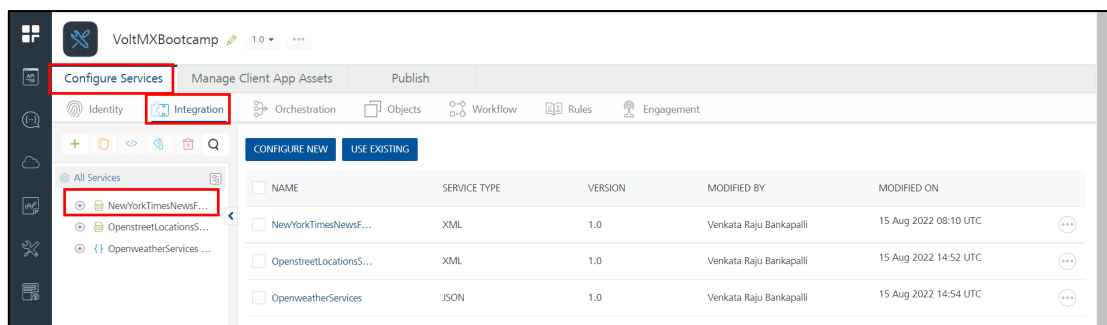 VoltMXBootcamp 1.0
Configure Services Manage Client App Assets Publish
Identity Integration Orchestration Objects Workflow Rules Engagement
CONFIGURE NEW USE EXISTING
All Services
NewYorkTimesNewsF...
OpenstreetLocationsS...
{} OpenweatherServices ...
NAME SERVICE TYPE VERSION MODIFIED BY MODIFIED ON
NewYorkTimesNewsF... XML 1.0 Venkata Raju Bankapalli 15 Aug 2022 08:10 UTC
OpenstreetLocationsS... XML 1.0 Venkata Raju Bankapalli 15 Aug 2022 14:52 UTC
OpenweatherServices JSON 1.0 Venkata Raju Bankapalli 15 Aug 2022 14:54 UTC